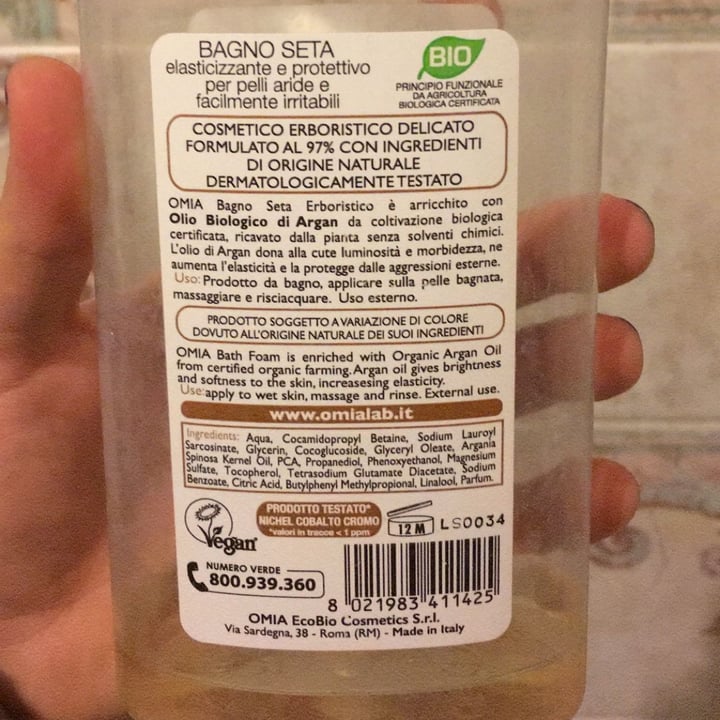 BAGNO SETA
elasticizzante e protettivo
per pelli aride e
facilmente irritabili
BIO
PRINCIPIO FUNZIONALE
DA AGRICOLTURA
BIOLOGICA CERTIFICATA
COSMETICO ERBORISTICO DELICATO
FORMULATO AL 97% CON INGREDIENTI
DI ORIGINE NATURALE
DERMATOLOGICAMENTE TESTATO
OMIA Bagno Seta Erboristico è arricchito con
Olio Biologico di Argan da coltivazione biologica
certificata, ricavato dalla pianta senza solventi chimici.
L'olio di Argan dona alla cute luminosità e morbidezza, ne
aumenta l'elasticità e la protegge dalle aggressioni esterne.
Uso: Prodotto da bagno, applicare sulla pelle bagnata,
massaggiare e risciacquare. Uso esterno.
PRODOTTO SOGGETTO A VARIAZIONE DI COLORE
DOVUTO ALL'ORIGINE NATURALE DEI SUOI INGREDIENTI
OMIA Bath Foam is enriched with Organic Argan Oil
from certified organic farming. Argan oil gives brightness
and softness to the skin, increasesing elasticity.
Use: apply to wet skin, massage and rinse. External use.
www.omialab.it
Ingredients: Aqua, Cocamidopropyl Betaine, Sodium Lauroyl
Sarcosinate, Glycerin, Cocoglucoside, Glyceryl Oleate, Argania
Spinosa Kernel Oil, PCA, Propanediol, Phenoxyethanol, Magnesium
Sulfate, Tocopherol, Tetrasodium Glutamate Diacetate, Sodium
Benzoate, Citric Acid, Butylphenyl Methylpropional, Linalool, Parfum.
Vegan
PRODOTTO TESTATO*
NICHEL COBALTO CROMO
*valori in tracce < 1 ppm
12 M
LS0034
NUMERO VERDE
800.939.360
8 021983 411425
OMIA EcoBio Cosmetics S.r.l.
Via Sardegna, 38 - Roma (RM) - Made in Italy